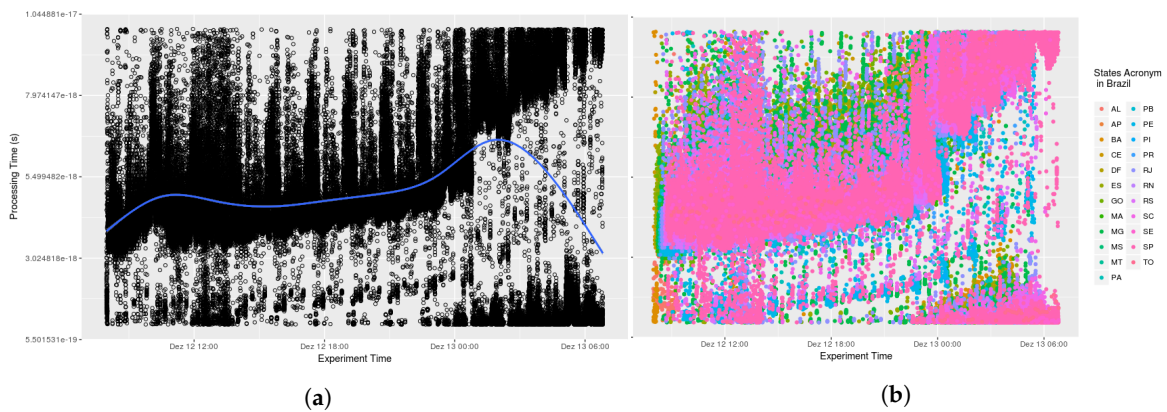 1.044881e-17
7.974147e-18
5.499482e-18
3.024818e-18
5.501531e-19
Processing Time (s)
Dez 12 12:00
Dez 12 18:00
Dez 13 00:00
Dez 13 06:00
Experiment Time
(a)
Dez 12 12:00
Dez 12 18:00
Dez 13 00:00
Dez 13 06:00
Experiment Time
(b)
States Acronym
in Brazil
AL PB
AP PE
BA PI
CE PR
DF RJ
ES RN
GO RS
MA SC
MG SE
MS SP
MT TO
PA